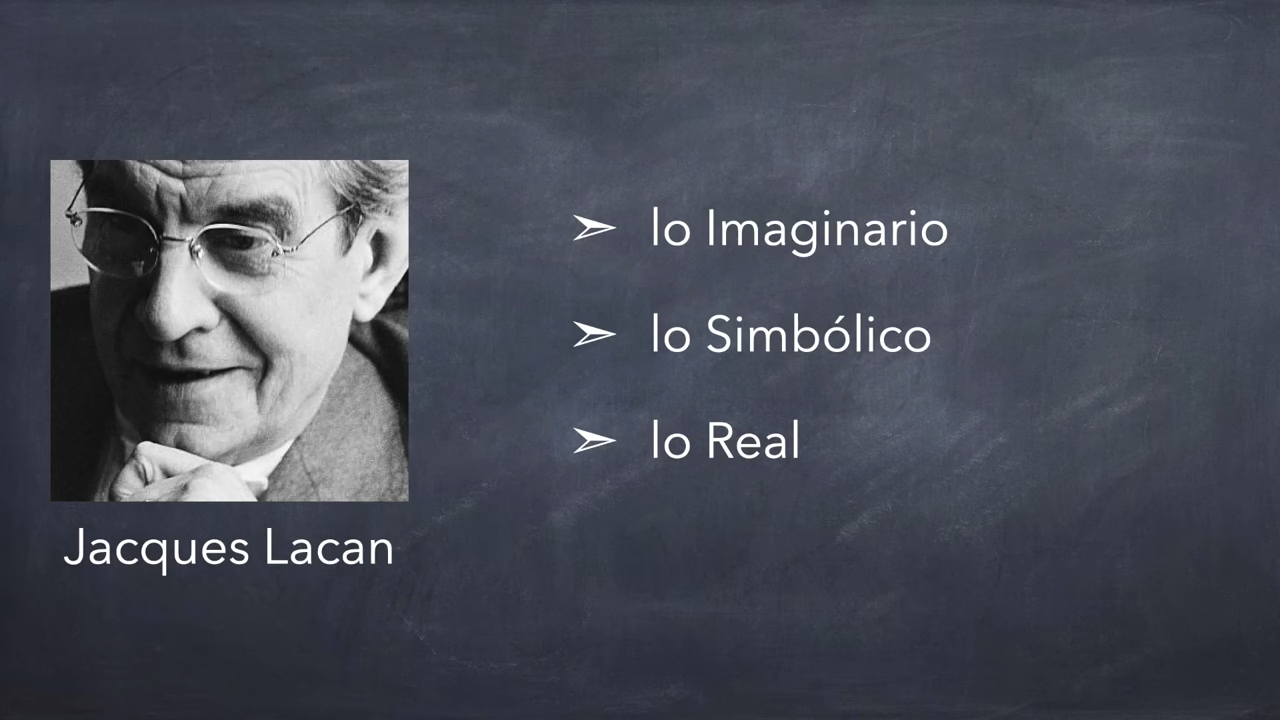 ➢ lo Imaginario
➢ lo Simbólico
➢ lo Real
Jacques Lacan